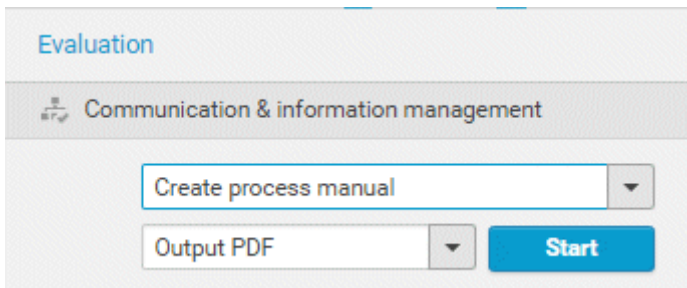 Evaluation
Communication & information management
Create process manual
Output PDF Start